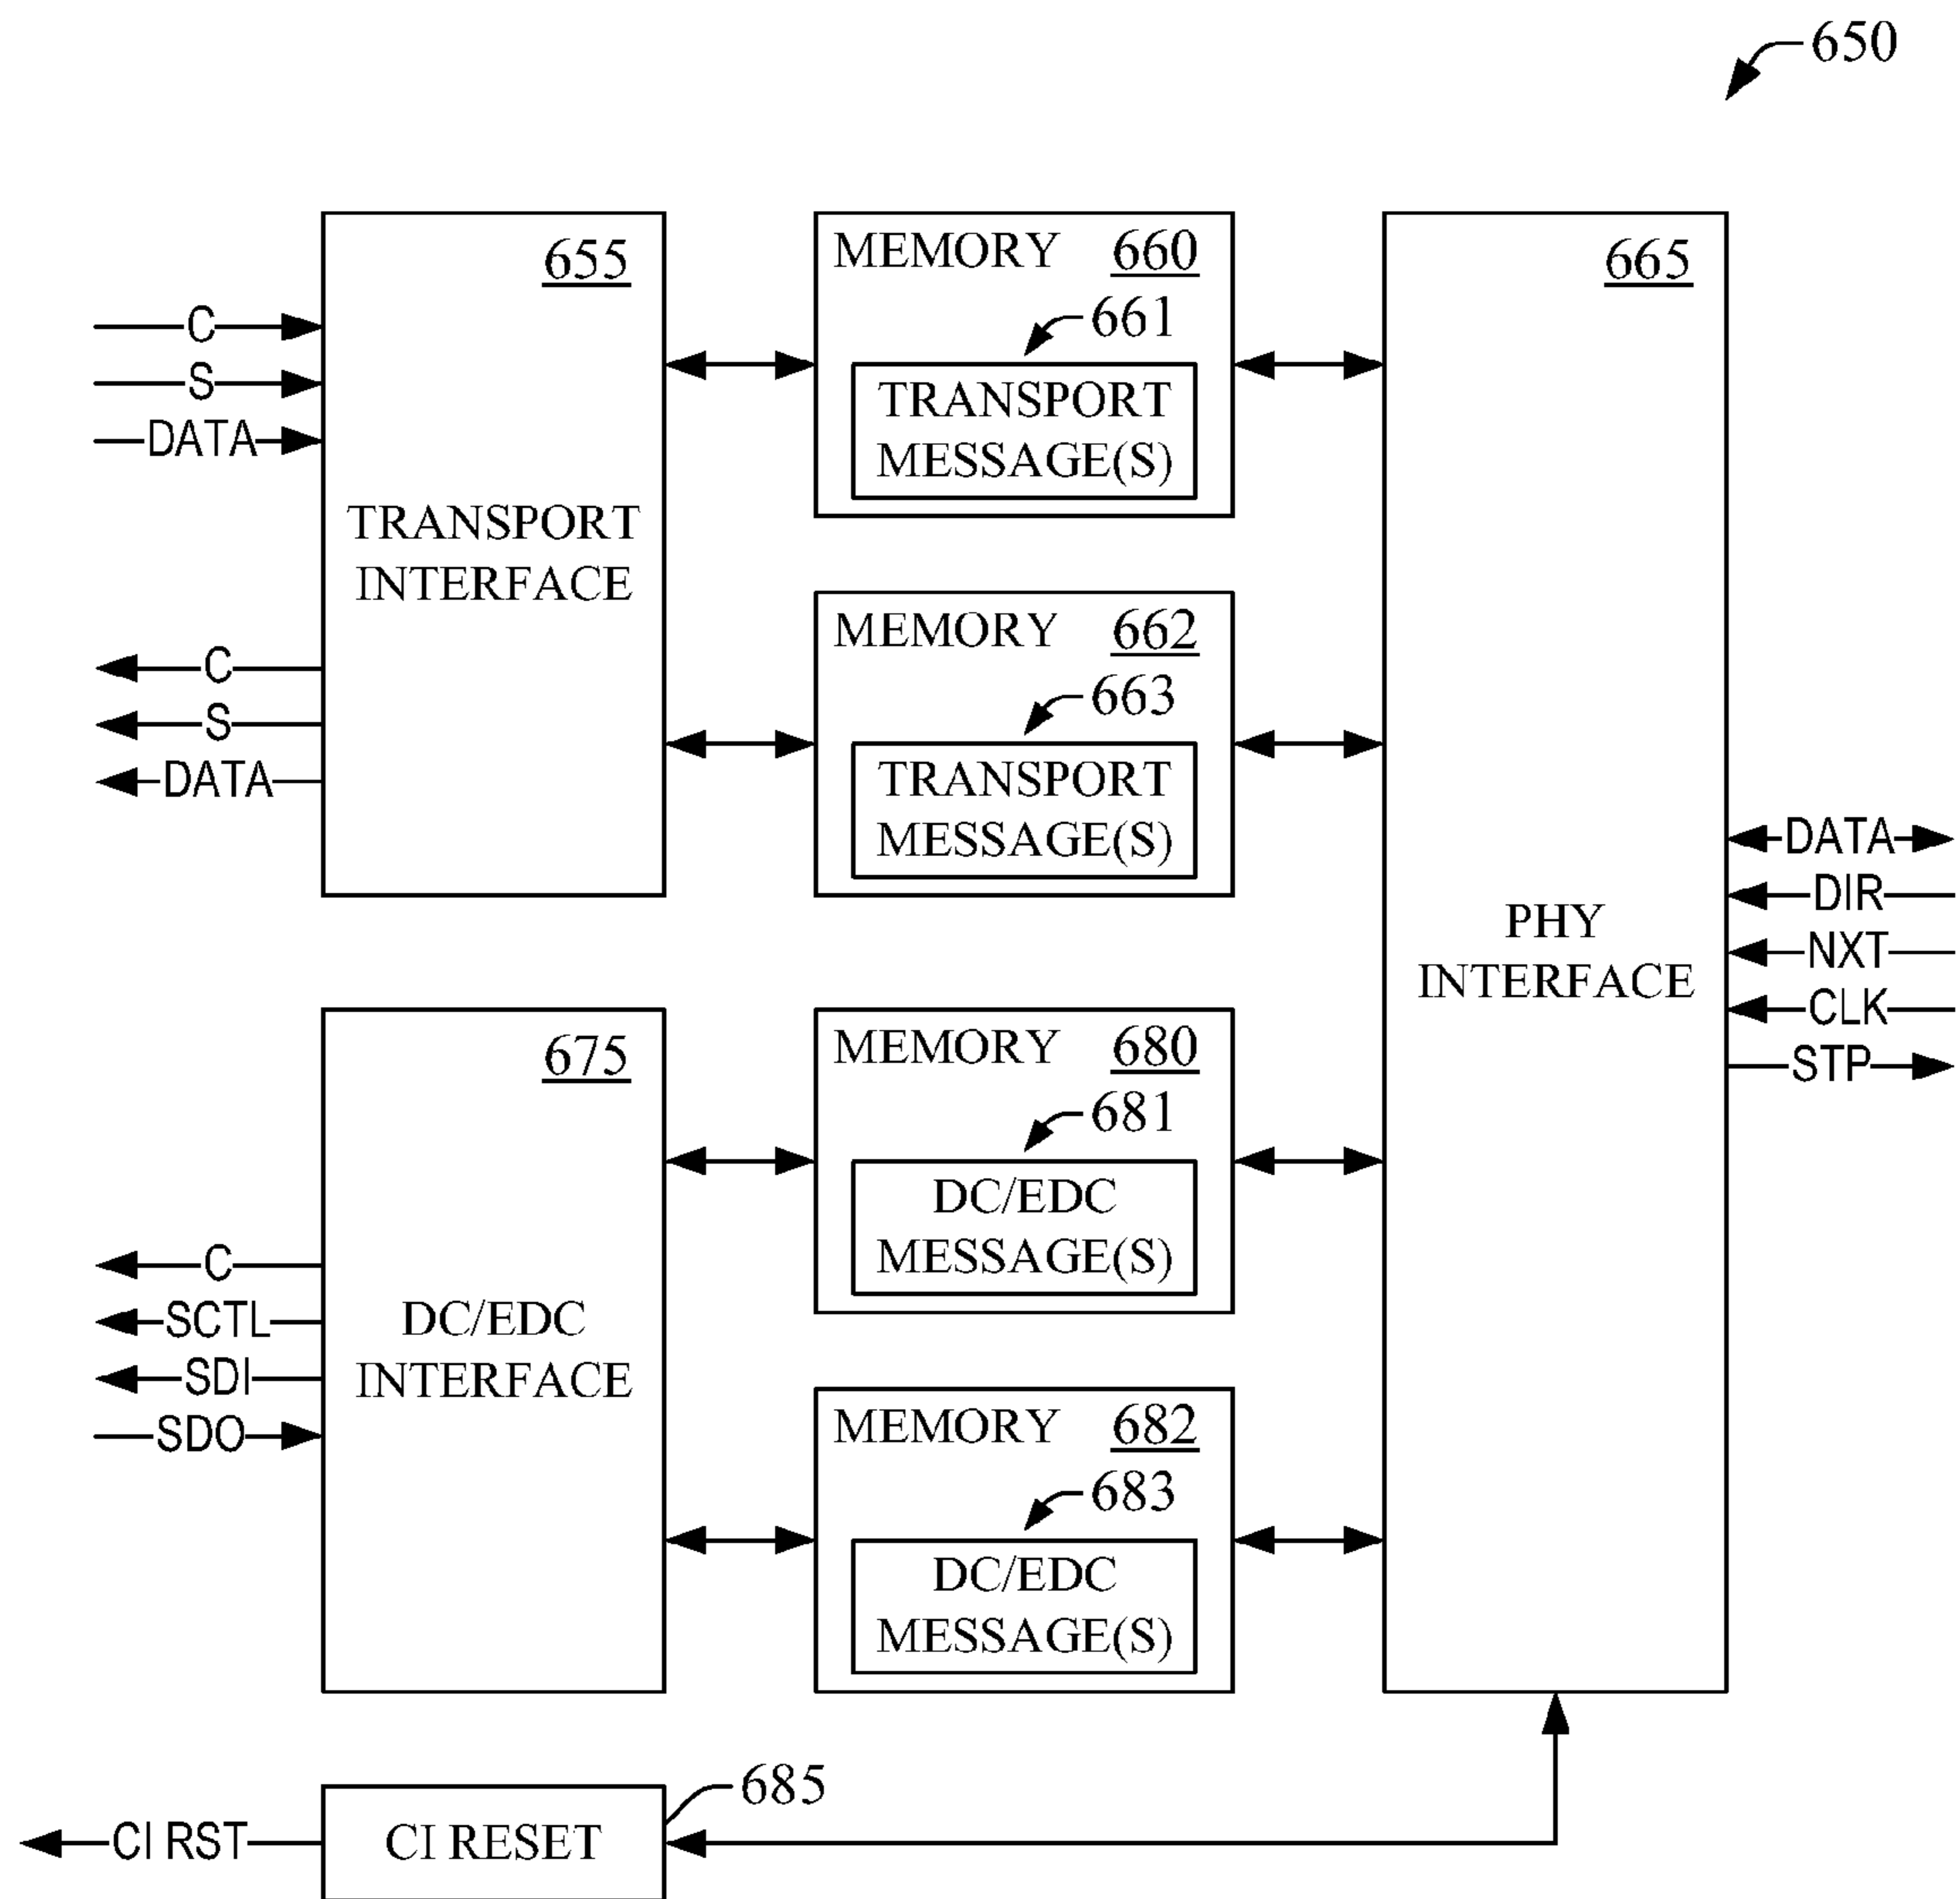 650
655
C
S
DATA
TRANSPORT
INTERFACE
C
S
DATA
MEMORY 660
661
TRANSPORT
MESSAGE(S)
MEMORY 662
663
TRANSPORT
MESSAGE(S)
665
PHY
INTERFACE
DATA
DIR
NXT
CLK
STP
675
C
SCTL
SDI
SDO
DC/EDC
INTERFACE
MEMORY 680
681
DC/EDC
MESSAGE(S)
MEMORY 682
683
DC/EDC
MESSAGE(S)
685
CI RST
CI RESET